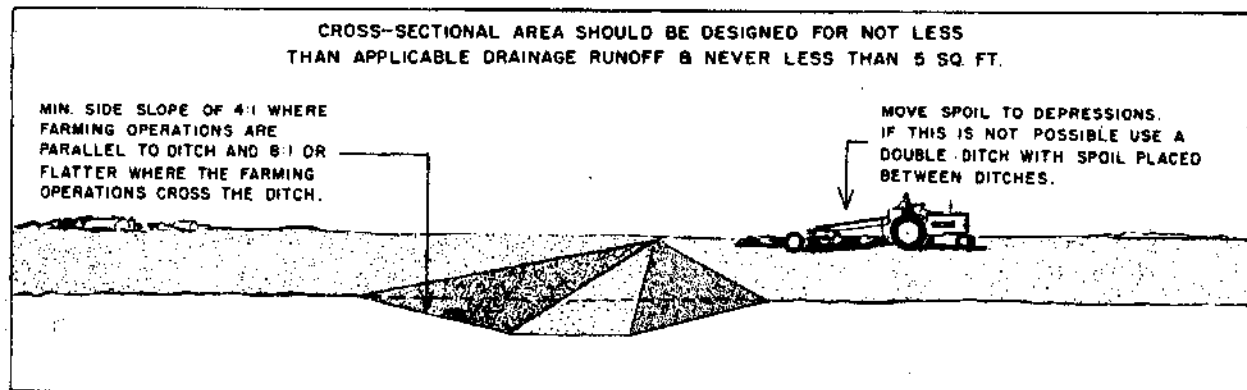 CROSS-SECTIONAL AREA SHOULD BE DESIGNED FOR NOT LESS
THAN APPLICABLE DRAINAGE RUNOFF & NEVER LESS THAN 5 SQ. FT.
MIN. SIDE SLOPE OF 4:1 WHERE
FARMING OPERATIONS ARE
PARALLEL TO DITCH AND 8:1 OR
FLATTER WHERE THE FARMING
OPERATIONS CROSS THE DITCH.
MOVE SPOIL TO DEPRESSIONS.
IF THIS IS NOT POSSIBLE USE A
DOUBLE DITCH WITH SPOIL PLACED
BETWEEN DITCHES.